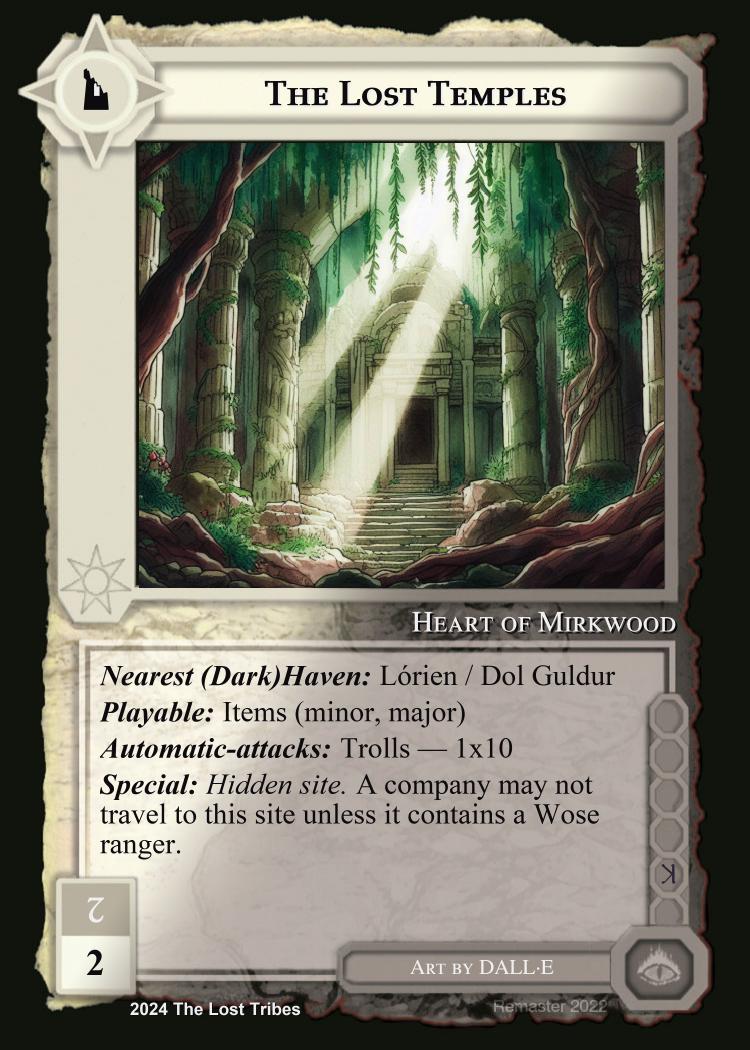 The Lost Temples
Heart of Mirkwood
Nearest (Dark)Haven: Lórien / Dol Guldur
Playable: Items (minor, major)
Automatic-attacks: Trolls — 1x10
Special: Hidden site. A company may not
travel to this site unless it contains a Wose
ranger.
2
2
Art by DALL·E
2024 The Lost Tribes
Remaster 2022